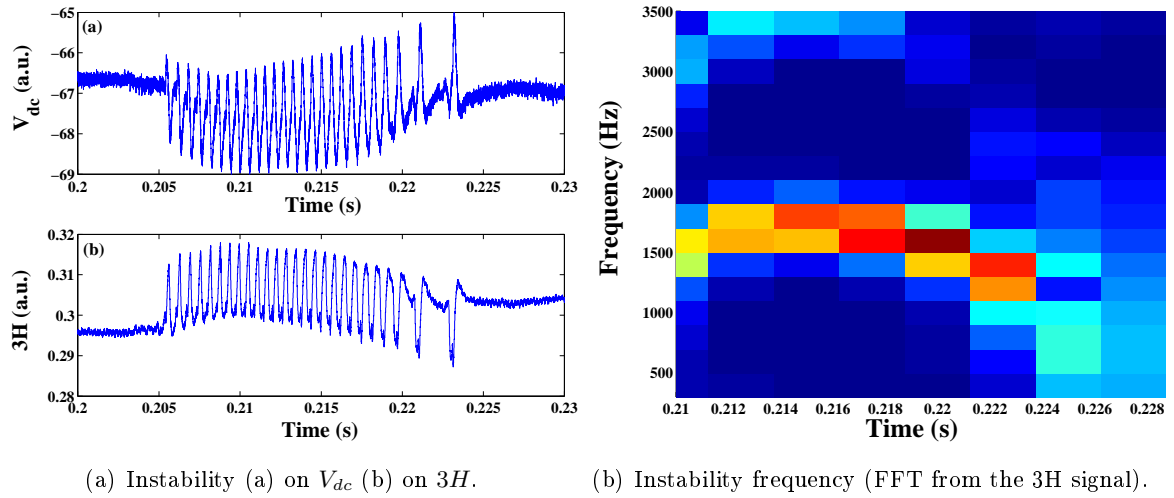 (a)
V_dc (a.u.)
−65
−66
−67
−68
−69
0.2 0.205 0.21 0.215 0.22 0.225 0.23
Time (s)
(b)
3H (a.u.)
0.32
0.31
0.3
0.29
0.28
0.2 0.205 0.21 0.215 0.22 0.225 0.23
Time (s)
(a) Instability (a) on V_dc (b) on 3H.
Frequency (Hz)
3500
3000
2500
2000
1500
1000
500
0.21 0.212 0.214 0.216 0.218 0.22 0.222 0.224 0.226 0.228
Time (s)
(b) Instability frequency (FFT from the 3H signal).